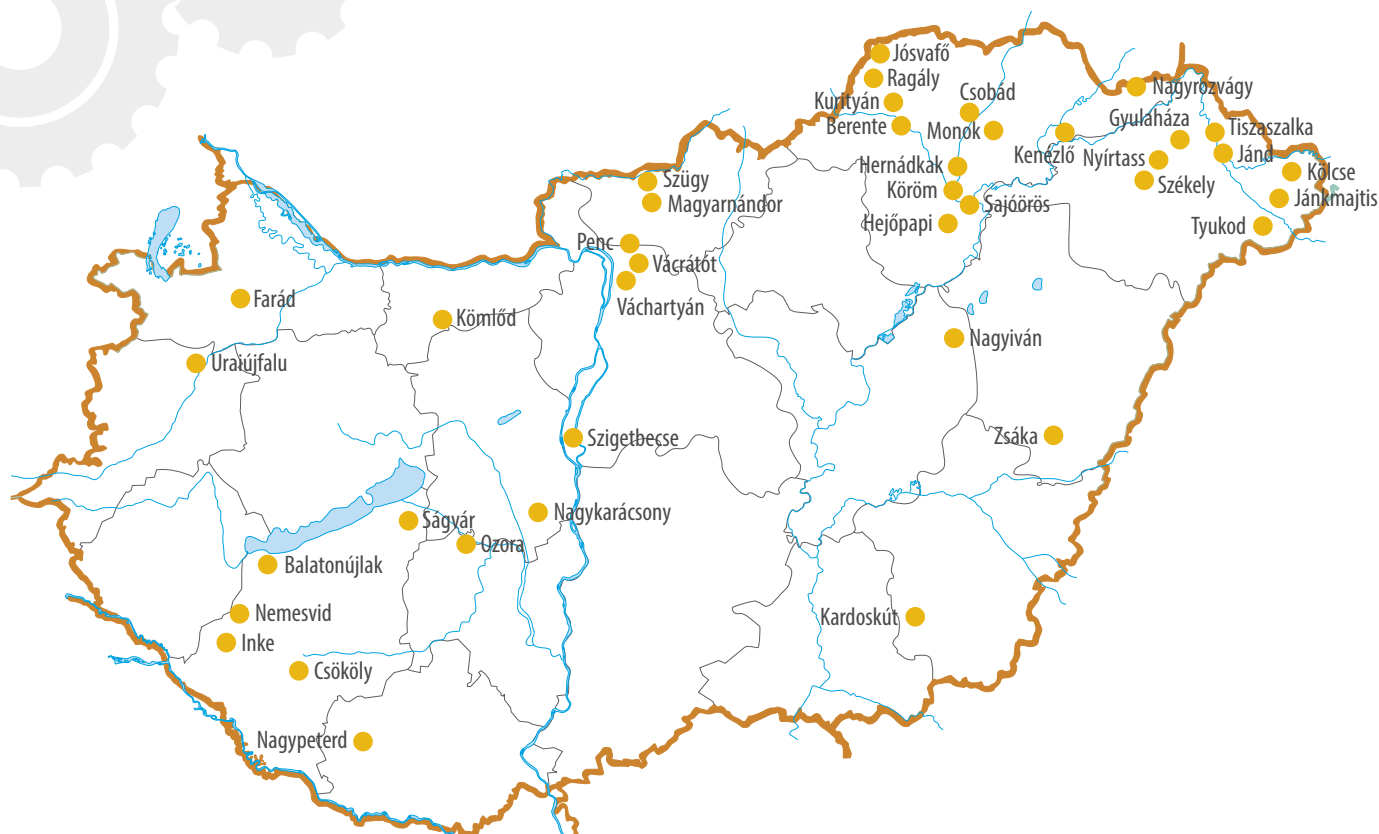 Jósvafő
Ragály
Kurityán
Berente
Csobád
Monok
Nagyrozvágy
Gyulaháza
Tiszaszalka
Kenézlő
Nyírtass
Jánd
Székely
Kölcse
Jánkmajtis
Tyukod
Hernádkak
Köröm
Sajóörös
Hejőpapi
Szügy
Magyarnándor
Penc
Vácrátót
Váchartyán
Farád
Kömlőd
Uraiújfalu
Nagyiván
Szigetbecse
Zsáka
Nagykarácsony
Ságvár
Ozora
Balatonújlak
Nemesvid
Inke
Csököly
Kardoskút
Nagypeterd